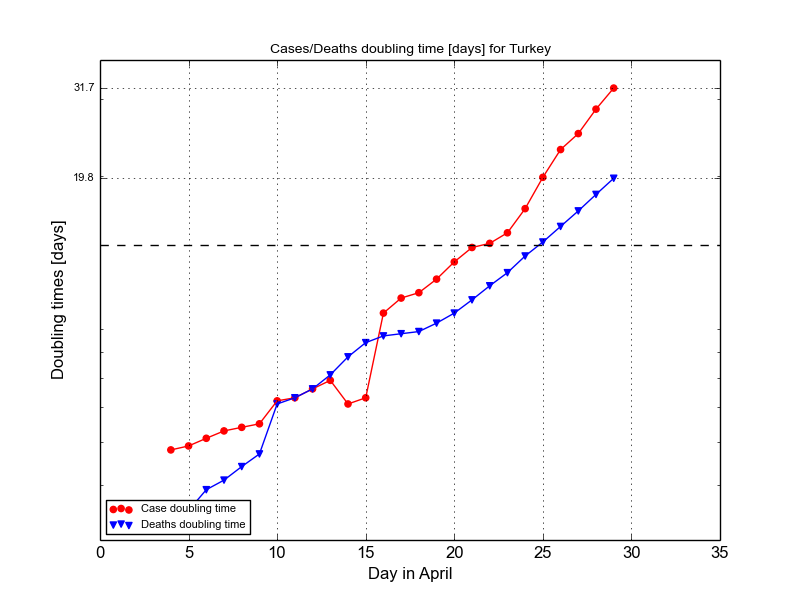 Cases/Deaths doubling time [days] for Turkey
31.7
19.8
Doubling times [days]
Case doubling time
Deaths doubling time
0 5 10 15 20 25 30 35
Day in April